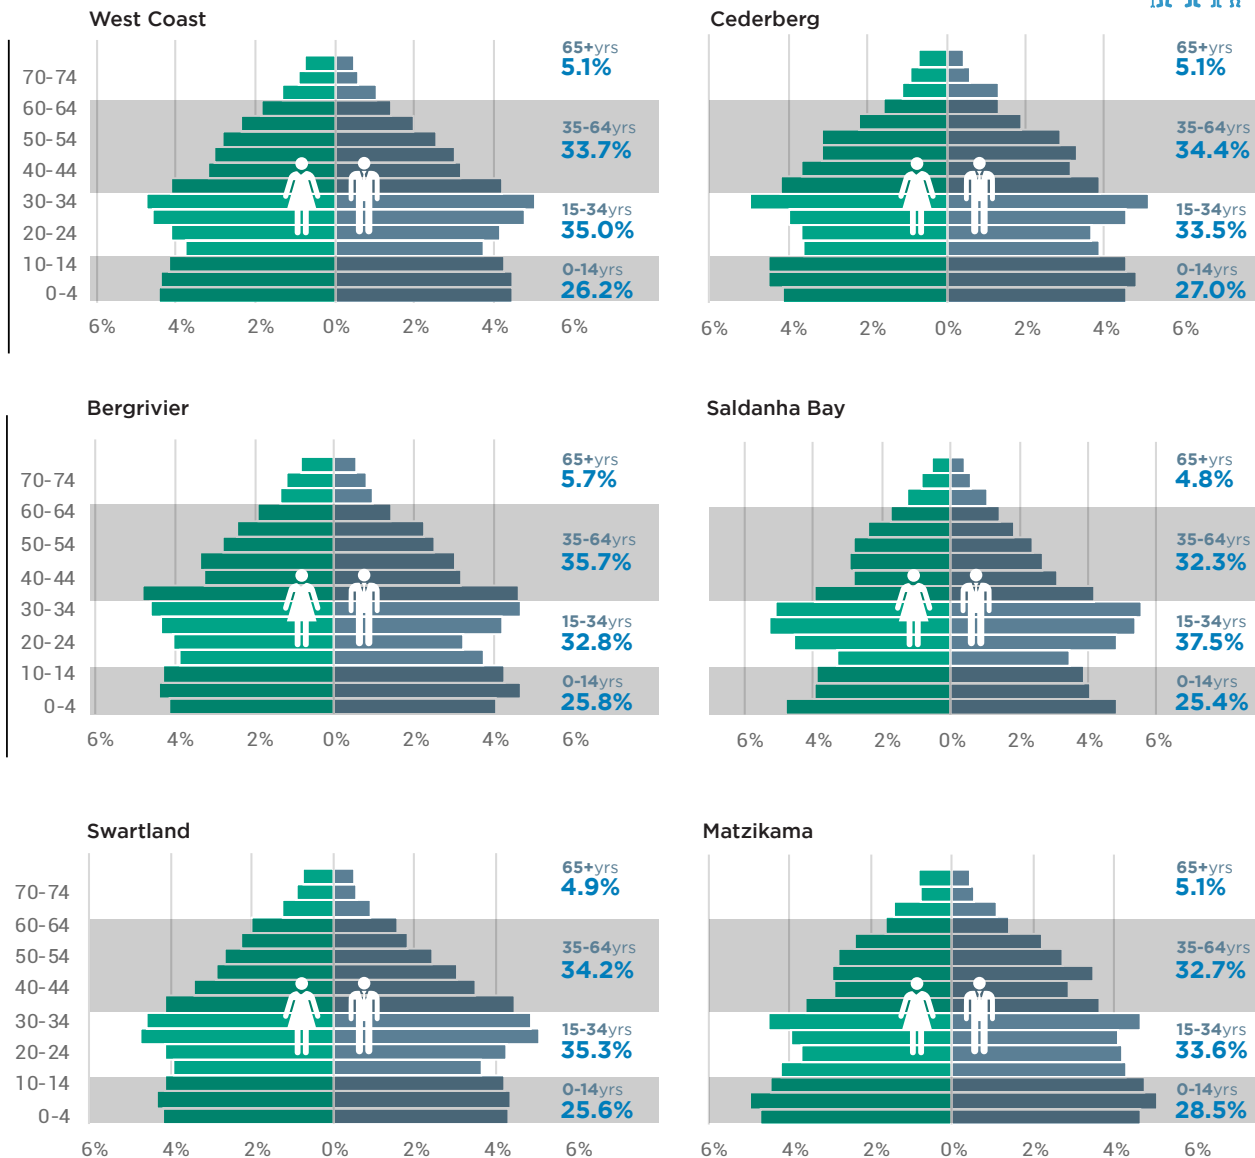 West Coast
65+yrs
5.1%
35-64yrs
33.7%
15-34yrs
35.0%
0-14yrs
26.2%
70-74
60-64
50-54
40-44
30-34
20-24
10-14
0-4
6% 4% 2% 0% 2% 4% 6%
Cederberg
65+yrs
5.1%
35-64yrs
34.4%
15-34yrs
33.5%
0-14yrs
27.0%
6% 4% 2% 0% 2% 4% 6%
Bergrivier
65+yrs
5.7%
35-64yrs
35.7%
15-34yrs
32.8%
0-14yrs
25.8%
70-74
60-64
50-54
40-44
30-34
20-24
10-14
0-4
6% 4% 2% 0% 2% 4% 6%
Saldanha Bay
65+yrs
4.8%
35-64yrs
32.3%
15-34yrs
37.5%
0-14yrs
25.4%
6% 4% 2% 0% 2% 4% 6%
Swartland
65+yrs
4.9%
35-64yrs
34.2%
15-34yrs
35.3%
0-14yrs
25.6%
70-74
60-64
50-54
40-44
30-34
20-24
10-14
0-4
6% 4% 2% 0% 2% 4% 6%
Matzikama
65+yrs
5.1%
35-64yrs
32.7%
15-34yrs
33.6%
0-14yrs
28.5%
6% 4% 2% 0% 2% 4% 6%